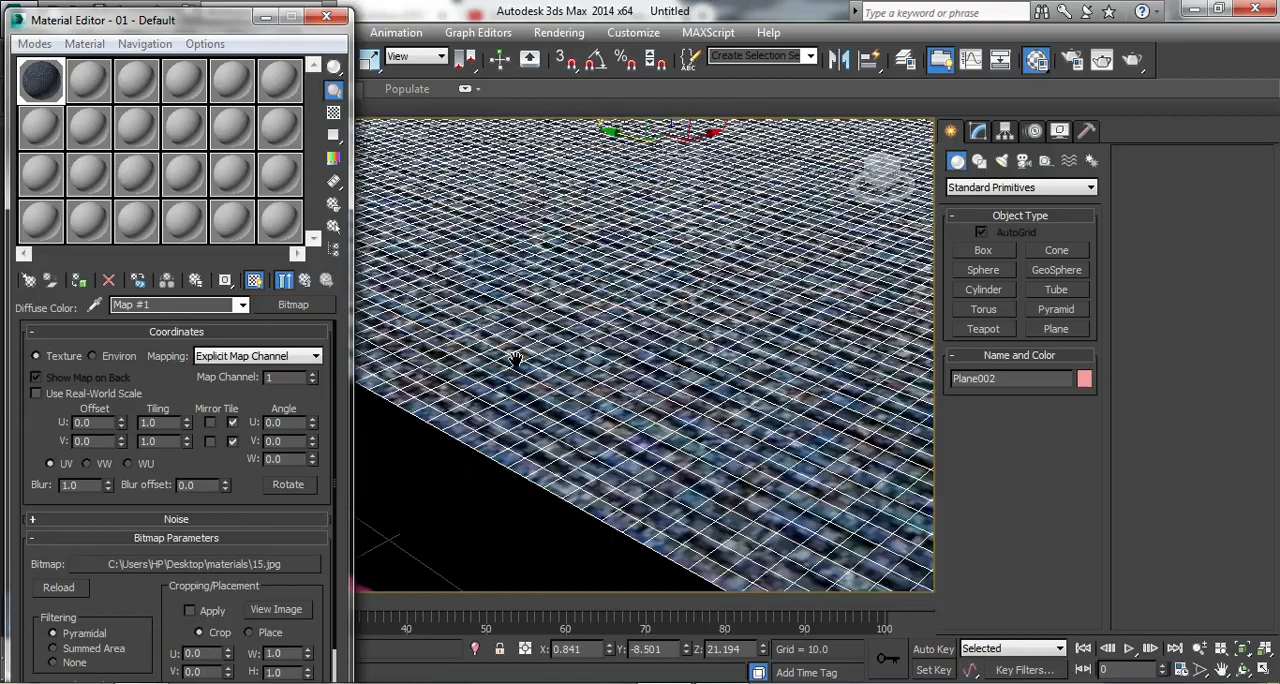 Material Editor - 01 - Default
Autodesk 3ds Max 2014 x64 Untitled
Type a keyword or phrase
Modes Material Navigation Options
Animation Graph Editors Rendering Customize MAXScript Help
View
3
%
ABC
Create Selection Se
Populate
Standard Primitives
- Object Type
AutoGrid
Box Cone
Sphere GeoSphere
Cylinder Tube
Torus Pyramid
Teapot Plane
- Name and Color
Plane002
Diffuse Color: Map #1 Bitmap
- Coordinates
Texture Environ Mapping: Explicit Map Channel
Show Map on Back Map Channel: 1
Use Real-World Scale
Offset Tiling Mirror Tile Angle
U: 0.0 1.0 U: 0.0
V: 0.0 1.0 V: 0.0
UV VW WU W: 0.0
Blur: 1.0 Blur offset: 0.0 Rotate
+ Noise
- Bitmap Parameters
Bitmap: C:\Users\HP\Desktop\materials\15.jpg
Reload Cropping/Placement
Apply View Image
Filtering
Pyramidal Crop Place
Summed Area U: 0.0 W: 1.0
None V: 0.0 H: 1.0
40 50 60 70 80 90 100
X: 0.841 Y: -8.501 Z: 21.194 Grid = 10.0
Add Time Tag
Auto Key Selected
Set Key Key Filters... 0